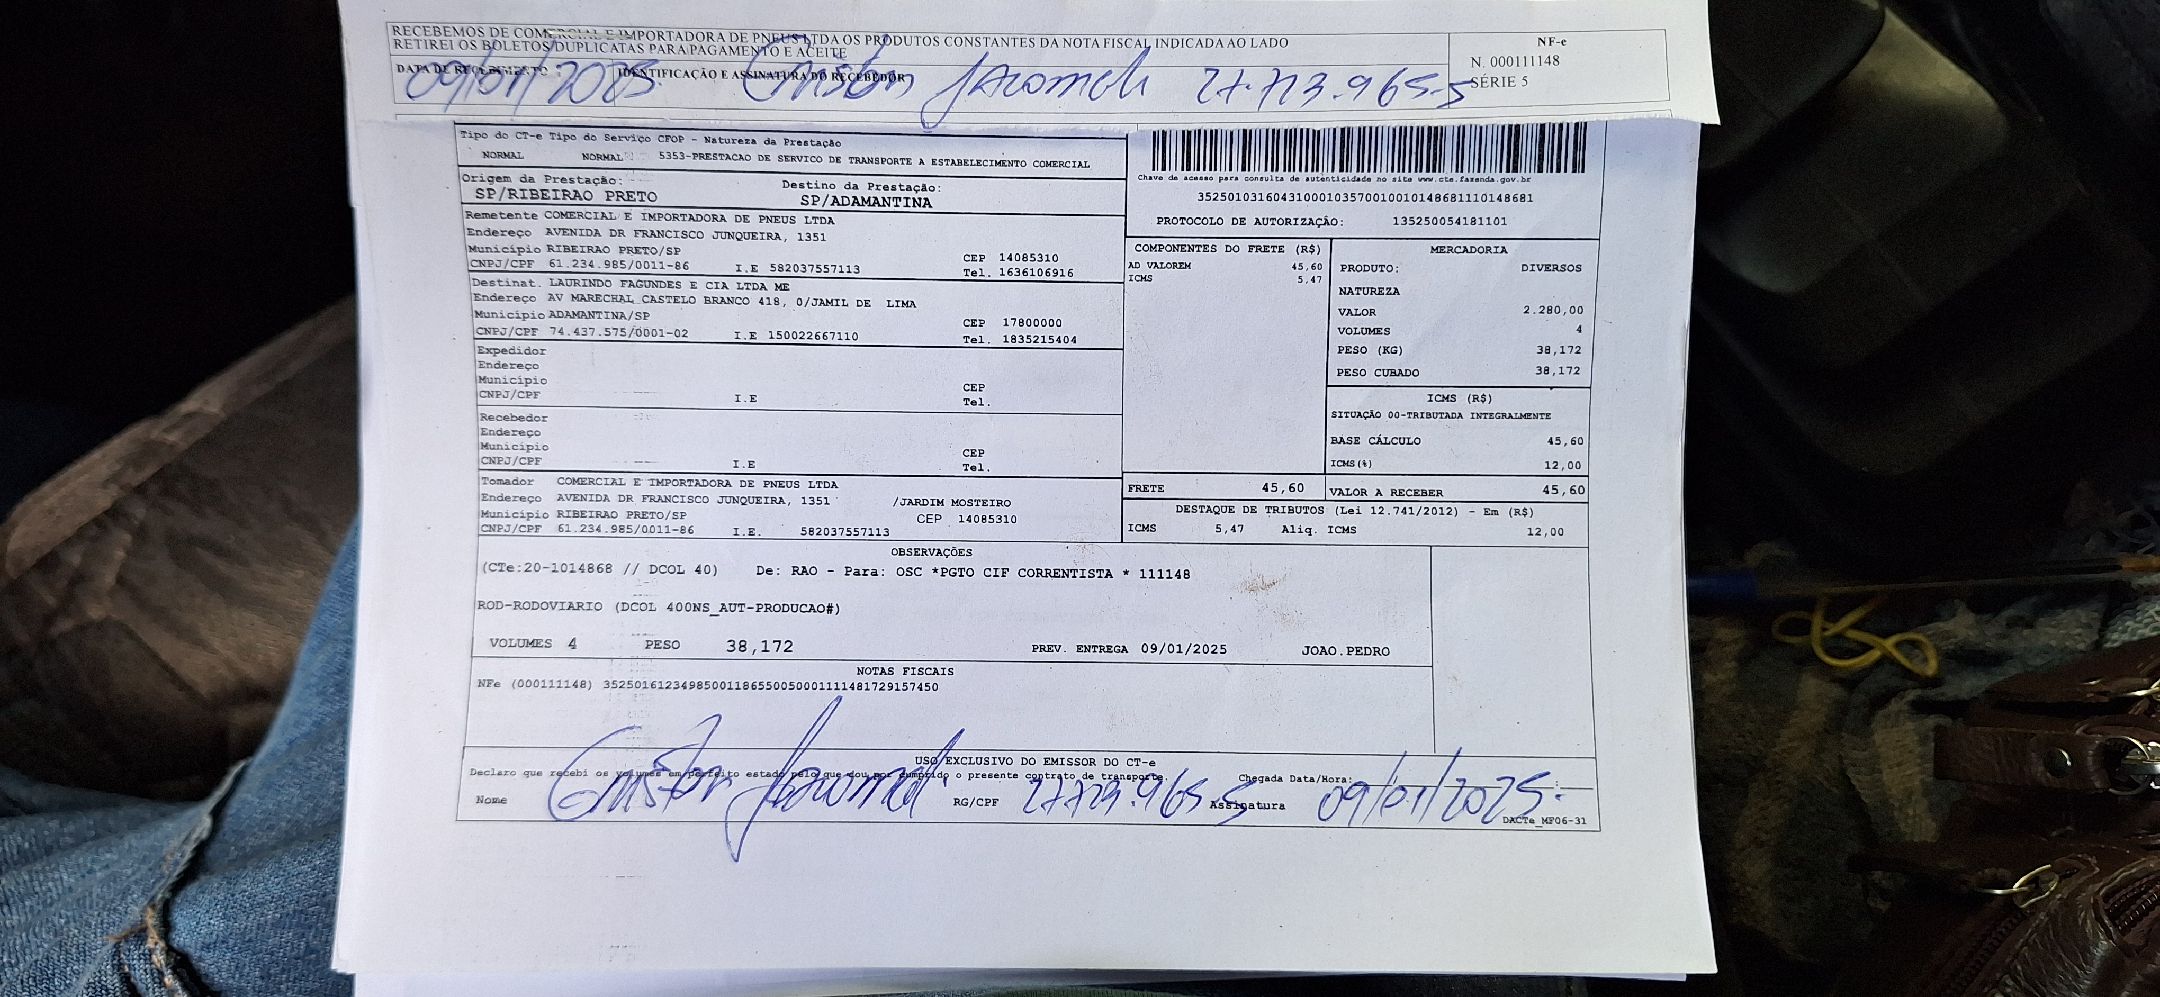 RECEBEMOS DE COMERCIAL E IMPORTADORA DE PNEUS LTDA OS PRODUTOS CONSTANTES DA NOTA FISCAL INDICADA AO LADO
RETIREI OS BOLETOS/DUPLICATAS PARA PAGAMENTO E ACEITE
NF-e
N. 000111148
SÉRIE 5
DATA DE RECEBIMENTO IDENTIFICAÇÃO E ASSINATURA DO RECEBEDOR
09/01/2025 27.723.965-5
Tipo do CT-e Tipo do Serviço CFOP - Natureza da Prestação
NORMAL NORMAL 5353-PRESTACAO DE SERVICO DE TRANSPORTE A ESTABELECIMENTO COMERCIAL
Origem da Prestação: Destino da Prestação:
SP/RIBEIRAO PRETO SP/ADAMANTINA
Chave de acesso para consulta de autenticidade no site www.cte.fazenda.gov.br
35250103160431000103570010010148681110148681
PROTOCOLO DE AUTORIZAÇÃO: 135250054181101
Remetente COMERCIAL E IMPORTADORA DE PNEUS LTDA
Endereço AVENIDA DR FRANCISCO JUNQUEIRA, 1351
Município RIBEIRAO PRETO/SP CEP 14085310
CNPJ/CPF 61.234.985/0011-86 I.E 582037557113 Tel. 1636106916
Destinat. LAURINDO FAGUNDES E CIA LTDA ME
Endereço AV MARECHAL CASTELO BRANCO 418, 0/JAMIL DE LIMA
Município ADAMANTINA/SP CEP 17800000
CNPJ/CPF 74.437.575/0001-02 I.E 150022667110 Tel. 1835215404
Expedidor
Endereço
Município CEP
CNPJ/CPF I.E Tel.
Recebedor
Endereço
Município CEP
CNPJ/CPF I.E Tel.
Tomador COMERCIAL E IMPORTADORA DE PNEUS LTDA
Endereço AVENIDA DR FRANCISCO JUNQUEIRA, 1351 /JARDIM MOSTEIRO
Município RIBEIRAO PRETO/SP CEP 14085310
CNPJ/CPF 61.234.985/0011-86 I.E. 582037557113
COMPONENTES DO FRETE (R$)
AD VALOREM 45,60
ICMS 5,47
MERCADORIA
PRODUTO: DIVERSOS
NATUREZA
VALOR 2.280,00
VOLUMES 4
PESO (KG) 38,172
PESO CUBADO 38,172
ICMS (R$)
SITUAÇÃO 00-TRIBUTADA INTEGRALMENTE
BASE CÁLCULO 45,60
ICMS(%) 12,00
FRETE 45,60 VALOR A RECEBER 45,60
DESTAQUE DE TRIBUTOS (Lei 12.741/2012) - Em (R$)
ICMS 5,47 Aliq. ICMS 12,00
OBSERVAÇÕES
(CTe:20-1014868 // DCOL 40) De: RAO - Para: OSC *PGTO CIF CORRENTISTA * 111148
ROD-RODOVIARIO (DCOL 400NS_AUT-PRODUCAO#)
VOLUMES 4 PESO 38,172 PREV. ENTREGA 09/01/2025 JOAO.PEDRO
NOTAS FISCAIS
NFe (000111148) 35250161234985001186550050001111481729157450
USO EXCLUSIVO DO EMISSOR DO CT-e
Declaro que recebi os volumes em perfeito estado pelo que dou por cumprido o presente contrato de transporte. Chegada Data/Hora:
Nome RG/CPF 27.723.965-5 Assinatura 09/01/2025
DACTe_MF06-31